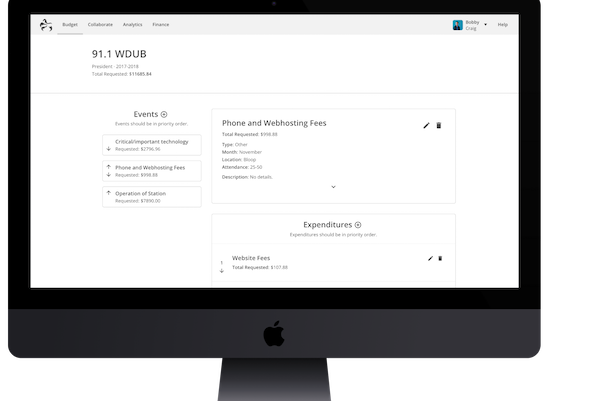 Budget Collaborate Analytics Finance
Bobby
Craig
Help
91.1 WDUB
President · 2017-2018
Total Requested: $11685.84
Events
Events should be in priority order.
Critical/important technology
Requested: $2796.96
Phone and Webhosting Fees
Requested: $998.88
Operation of Station
Requested: $7890.00
Phone and Webhosting Fees
Total Requested: $998.88
Type: Other
Month: November
Location: Bloop
Attendance: 25-50
Description: No details.
Expenditures
Expenditures should be in priority order.
Website Fees
Total Requested: $107.88